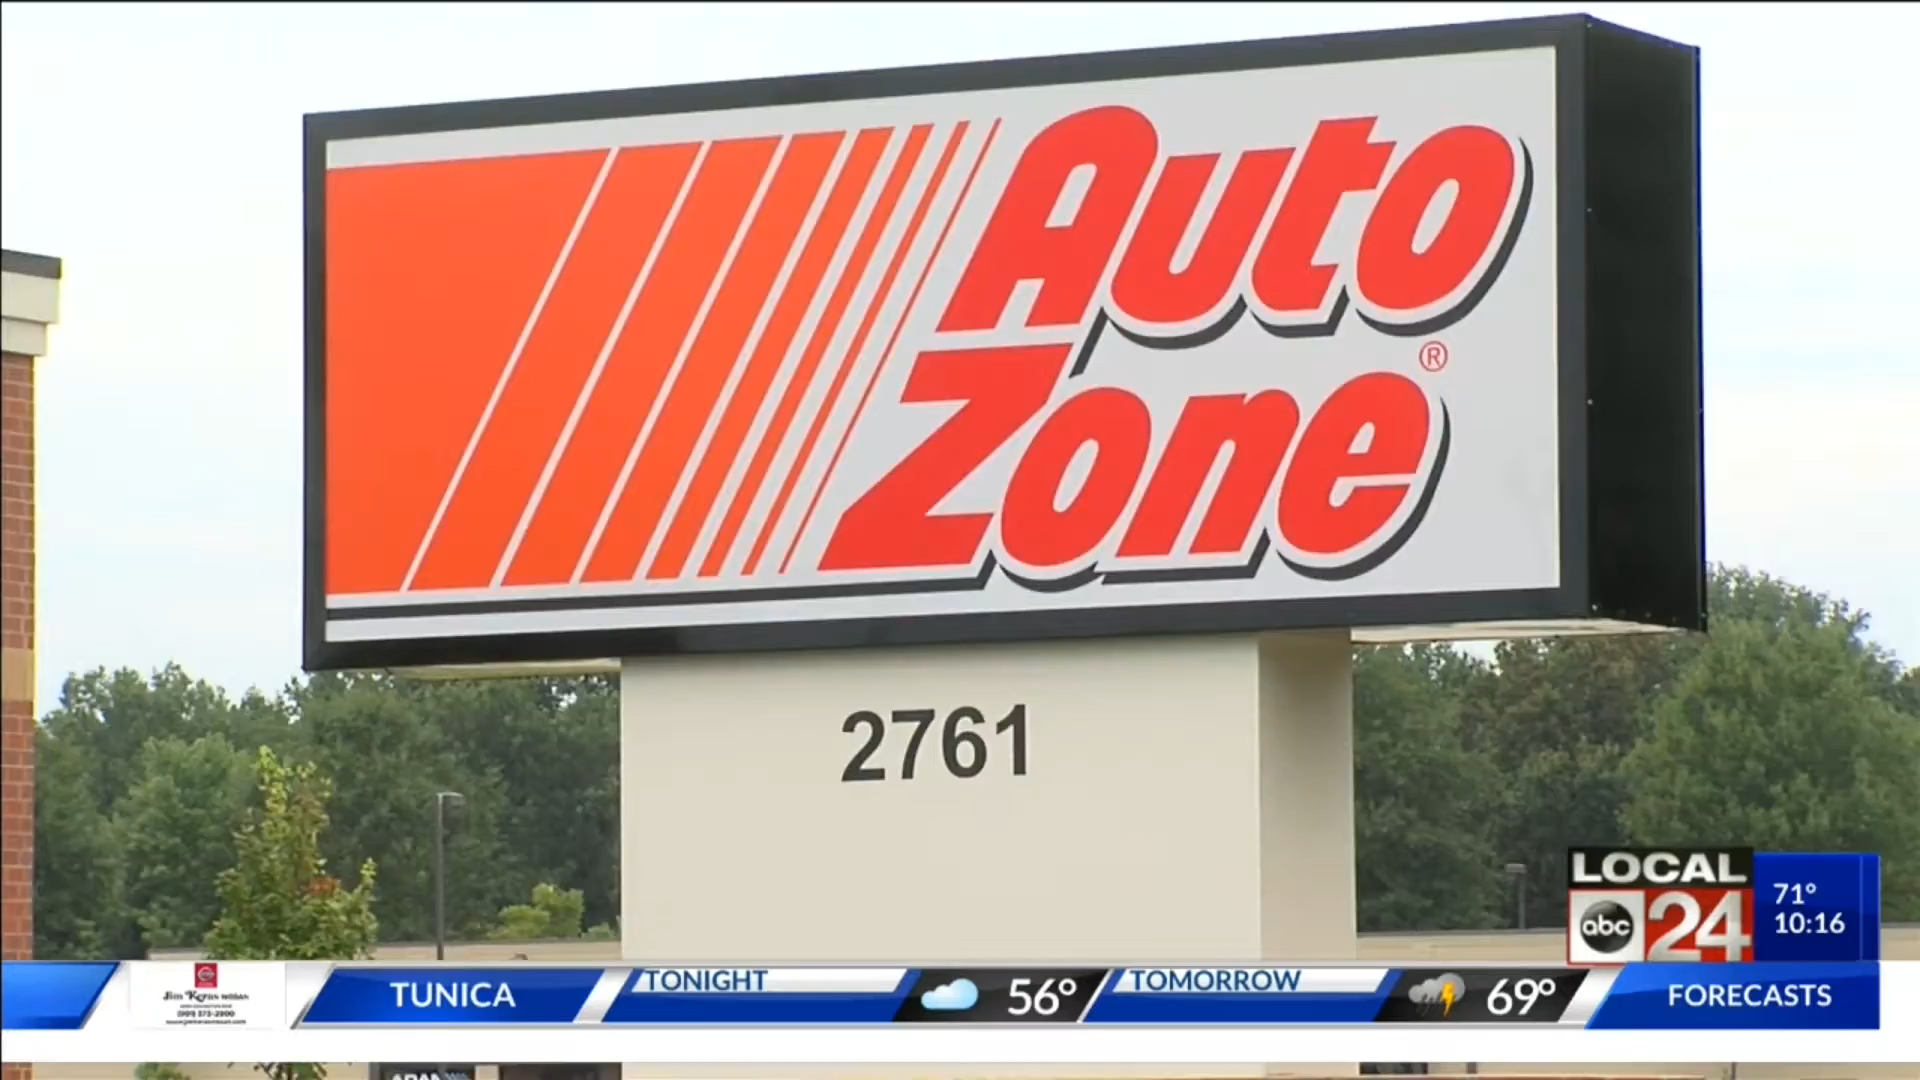 Auto
Zone
®
2761
LOCAL
abc 24
71°
10:16
TUNICA
TONIGHT
56°
TOMORROW
69°
FORECASTS